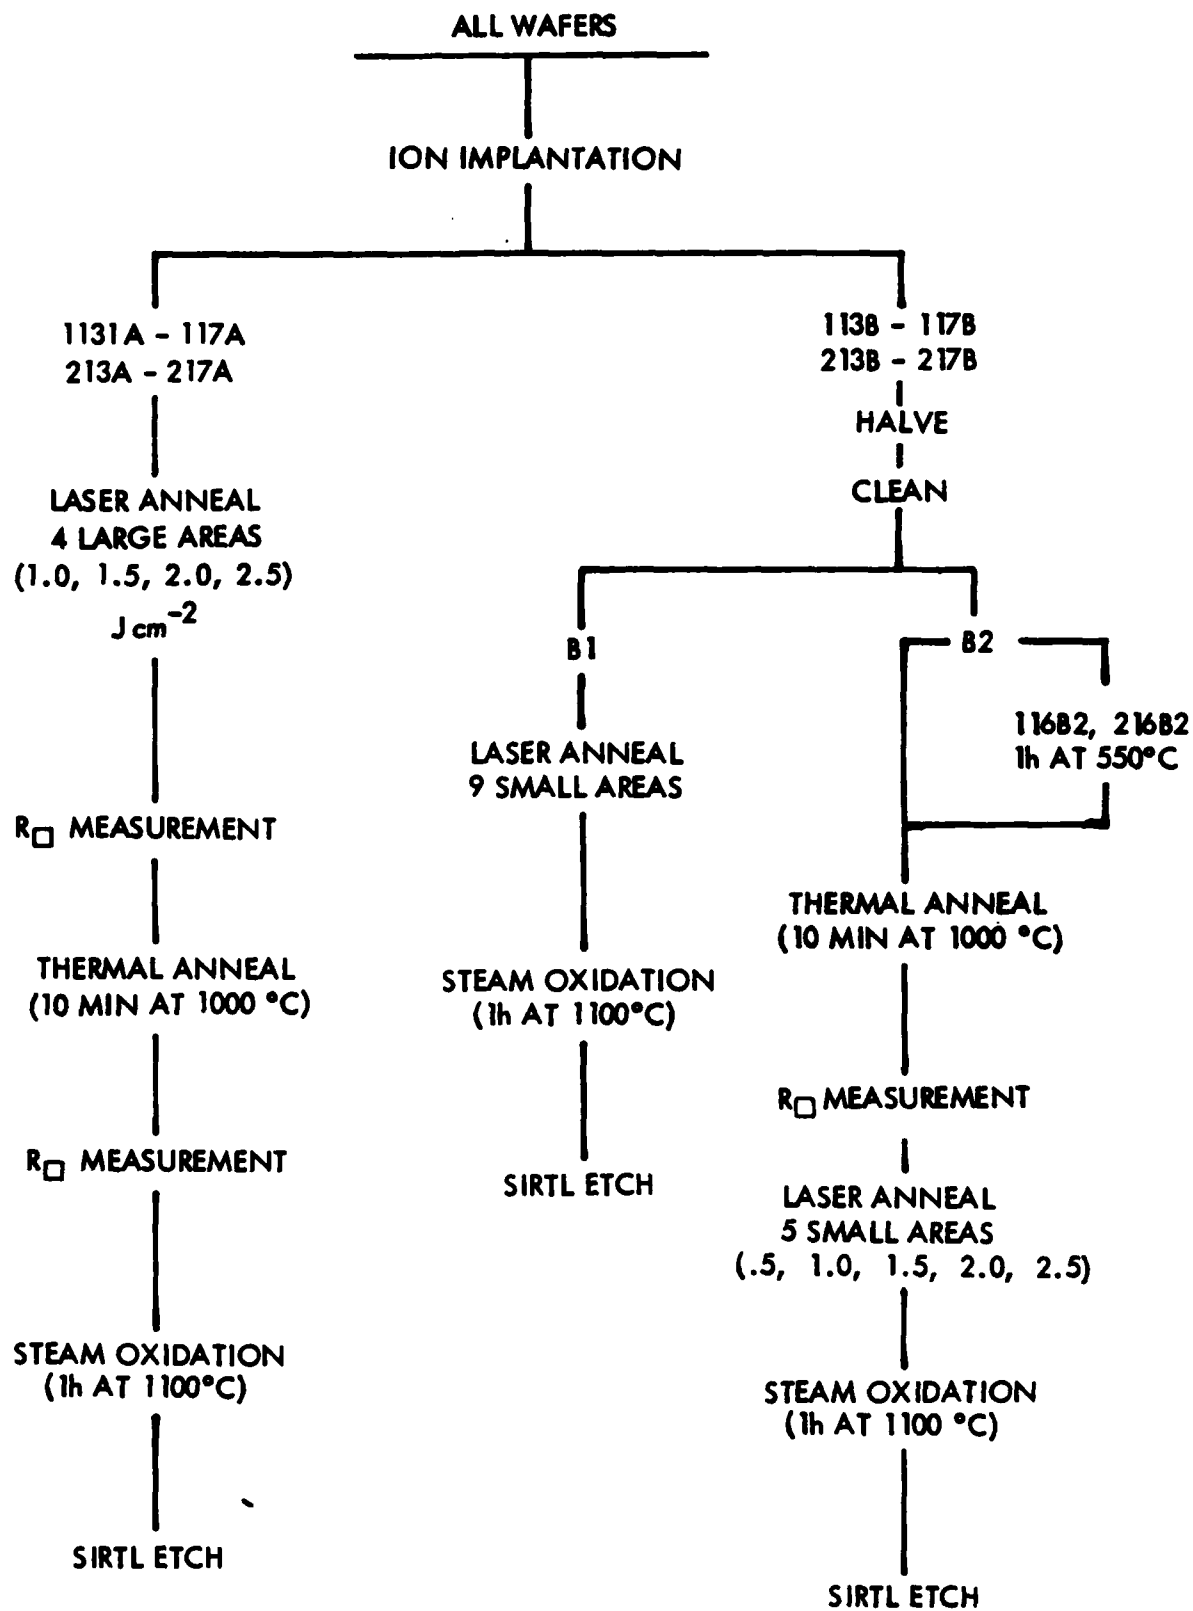 ALL WAFERS
ION IMPLANTATION
1131A - 117A
213A - 217A
LASER ANNEAL
4 LARGE AREAS
(1.0, 1.5, 2.0, 2.5)
J cm⁻²
R□ MEASUREMENT
THERMAL ANNEAL
(10 MIN AT 1000 °C)
R□ MEASUREMENT
STEAM OXIDATION
(1h AT 1100°C)
SIRTL ETCH
113B - 117B
213B - 217B
HALVE
CLEAN
B1
LASER ANNEAL
9 SMALL AREAS
STEAM OXIDATION
(1h AT 1100°C)
SIRTL ETCH
B2
116B2, 216B2
1h AT 550°C
THERMAL ANNEAL
(10 MIN AT 1000 °C)
R□ MEASUREMENT
LASER ANNEAL
5 SMALL AREAS
(.5, 1.0, 1.5, 2.0, 2.5)
STEAM OXIDATION
(1h AT 1100 °C)
SIRTL ETCH